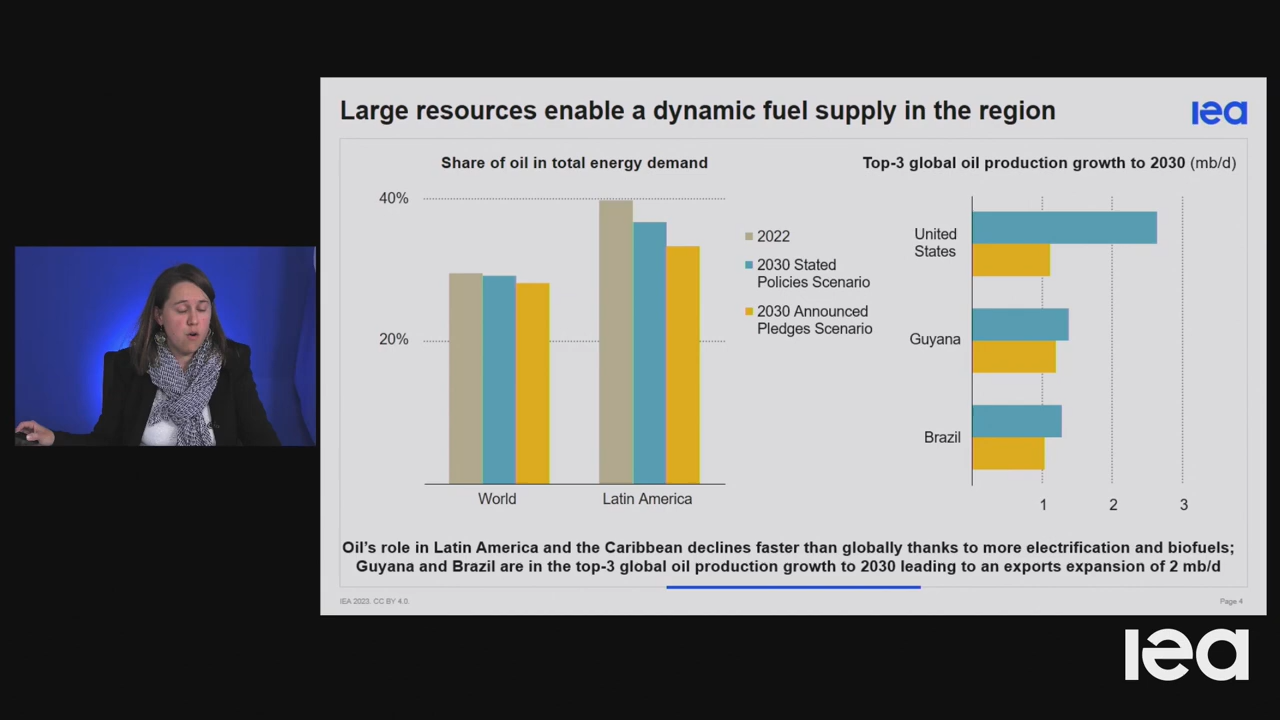 Large resources enable a dynamic fuel supply in the region
iea
Share of oil in total energy demand
40%
20%
World
Latin America
2022
2030 Stated
Policies Scenario
2030 Announced
Pledges Scenario
Top-3 global oil production growth to 2030 (mb/d)
United
States
Guyana
Brazil
1
2
3
Oil's role in Latin America and the Caribbean declines faster than globally thanks to more electrification and biofuels;
Guyana and Brazil are in the top-3 global oil production growth to 2030 leading to an exports expansion of 2 mb/d
IEA 2023. CC BY 4.0.
Page 4
iea